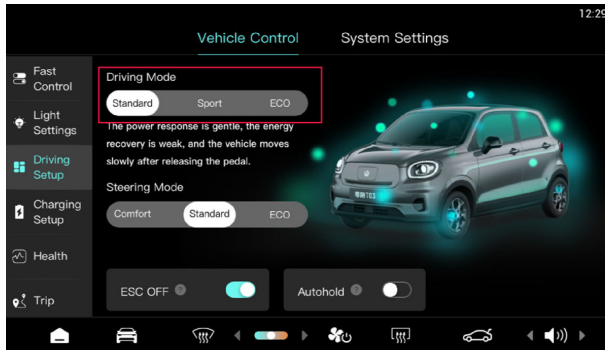 12:29
Vehicle Control
System Settings
Fast
Control
Light
Settings
Driving
Setup
Charging
Setup
Health
Trip
Driving Mode
Standard
Sport
ECO
The power response is gentle, the energy
recovery is weak, and the vehicle moves
slowly after releasing the pedal.
Steering Mode
Comfort
Standard
ECO
ESC OFF
Autohold